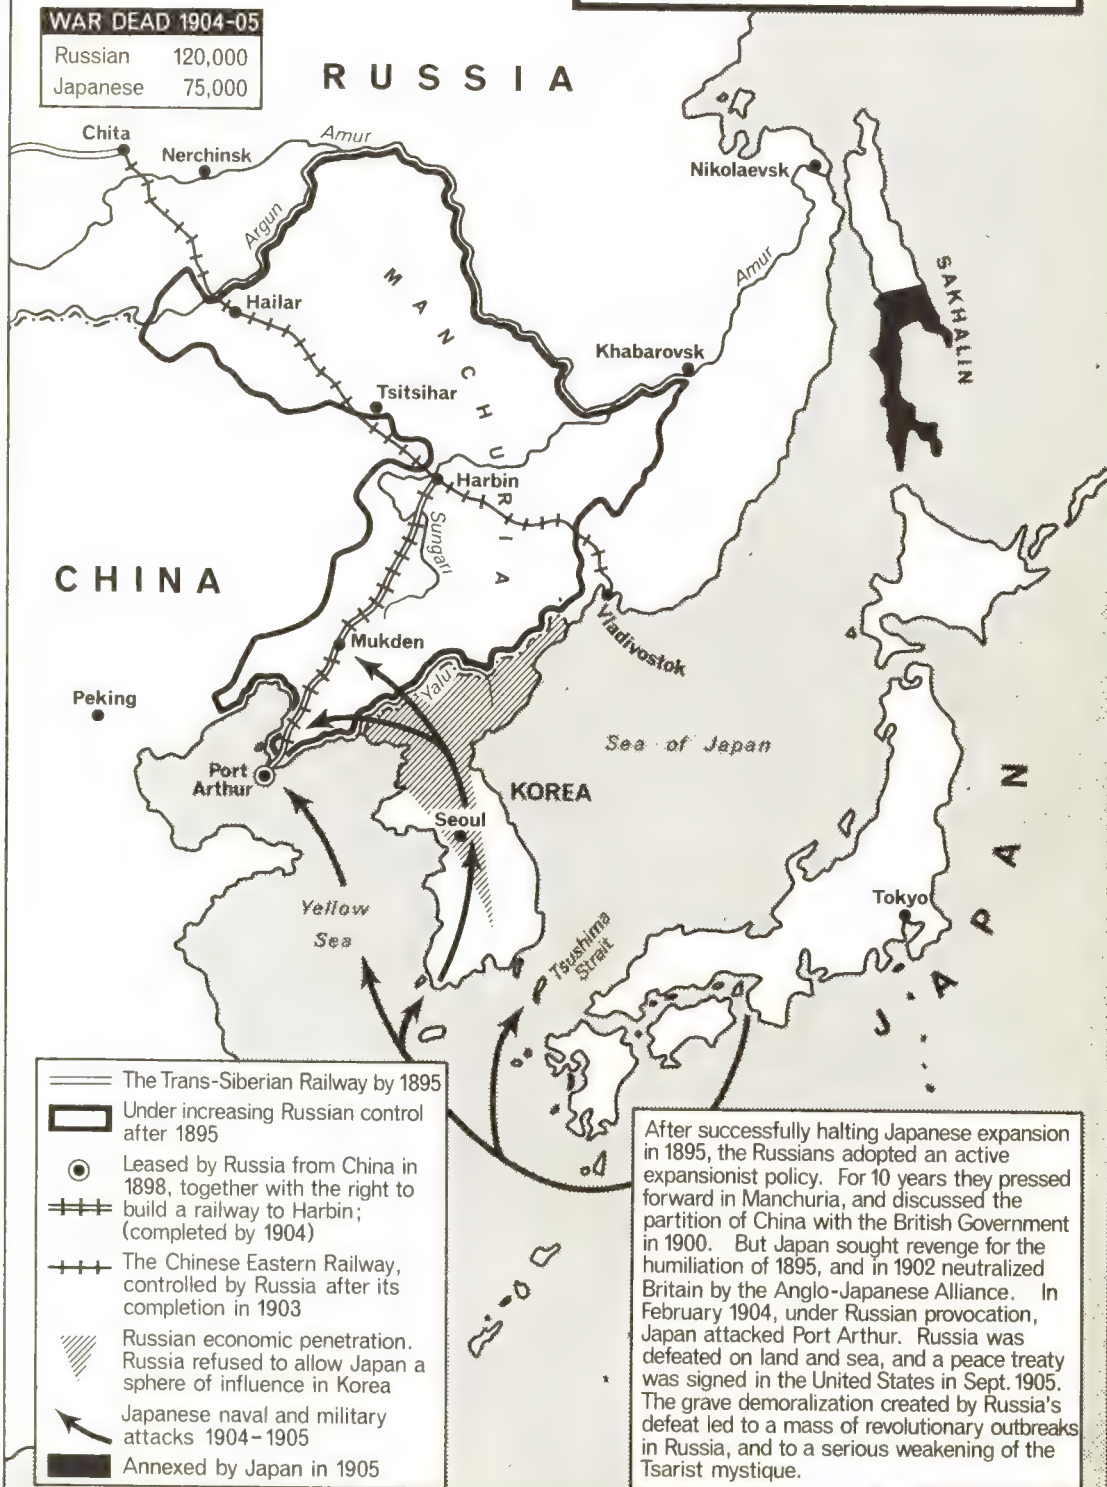 WAR DEAD 1904-05
Russian 120,000
Japanese 75,000
RUSSIA
Chita
Nerchinsk
Amur
Argun
Nikolaevsk
Amur
SAKHALIN
MANCHURIA
Hailar
Khabarovsk
Tsitsihar
Harbin
Sungari
CHINA
Mukden
Vladivostok
Yalu
Peking
Sea of Japan
Port
Arthur
KOREA
Seoul
JAPAN
Tokyo
Yellow
Sea
Tsushima
Strait
The Trans-Siberian Railway by 1895
Under increasing Russian control
after 1895
Leased by Russia from China in
1898, together with the right to
build a railway to Harbin;
(completed by 1904)
The Chinese Eastern Railway,
controlled by Russia after its
completion in 1903
Russian economic penetration.
Russia refused to allow Japan a
sphere of influence in Korea
Japanese naval and military
attacks 1904-1905
Annexed by Japan in 1905
After successfully halting Japanese expansion
in 1895, the Russians adopted an active
expansionist policy. For 10 years they pressed
forward in Manchuria, and discussed the
partition of China with the British Government
in 1900. But Japan sought revenge for the
humiliation of 1895, and in 1902 neutralized
Britain by the Anglo-Japanese Alliance. In
February 1904, under Russian provocation,
Japan attacked Port Arthur. Russia was
defeated on land and sea, and a peace treaty
was signed in the United States in Sept. 1905.
The grave demoralization created by Russia's
defeat led to a mass of revolutionary outbreaks
in Russia, and to a serious weakening of the
Tsarist mystique.